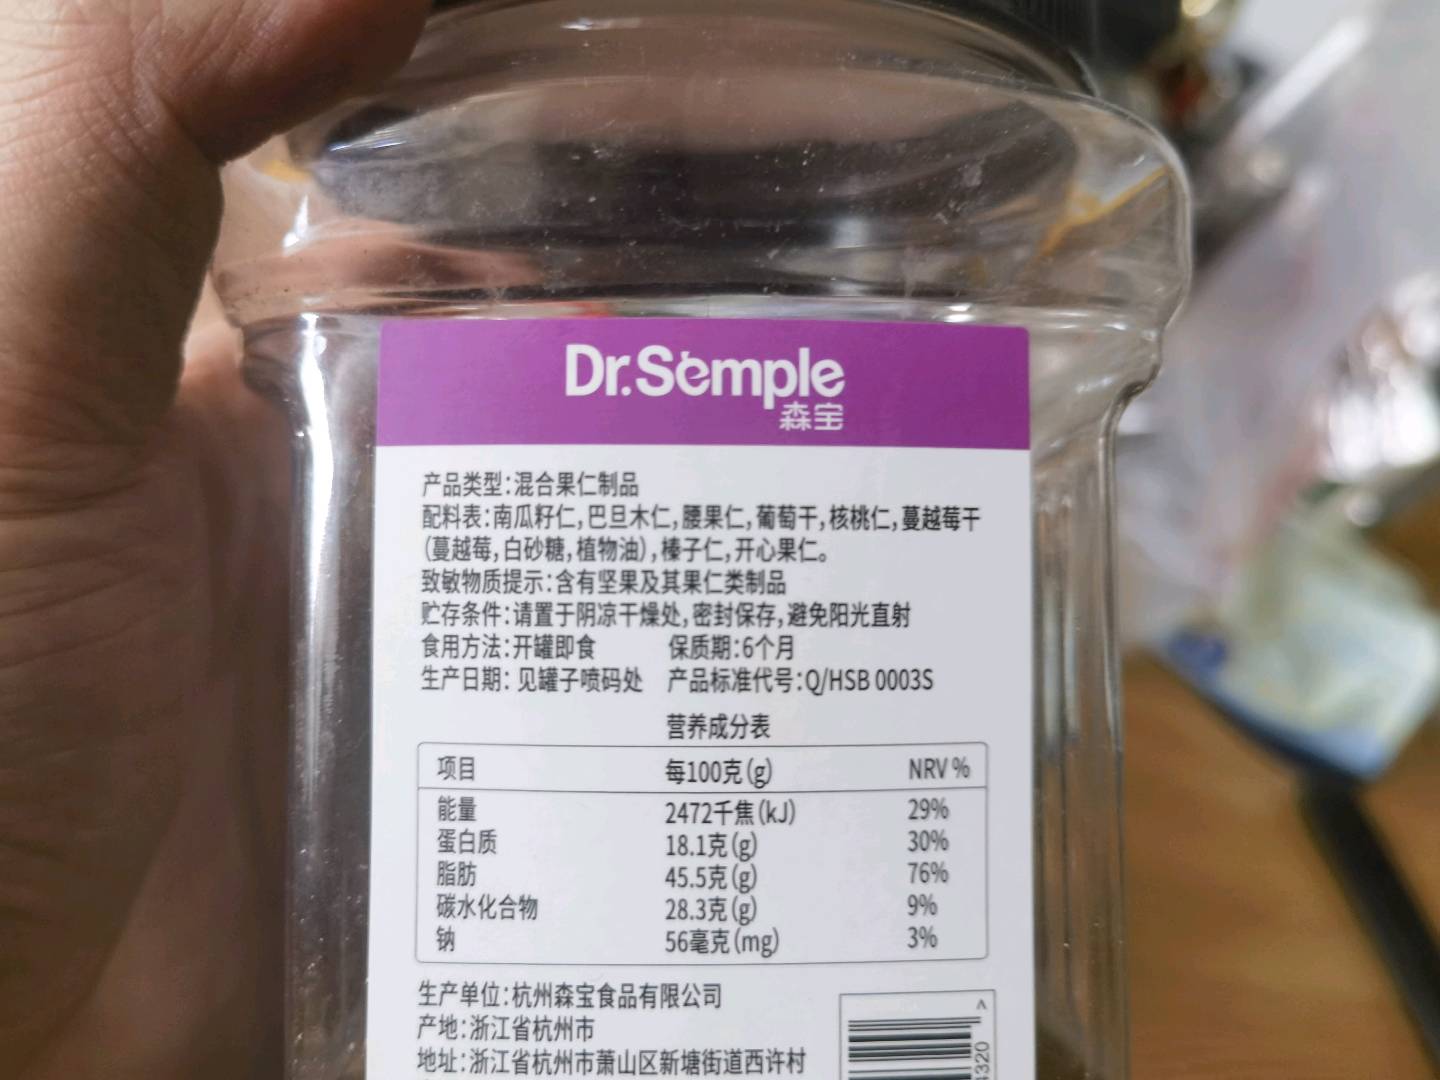 Dr.Semple
森宝
产品类型:混合果仁制品
配料表:南瓜籽仁,巴旦木仁,腰果仁,葡萄干,核桃仁,蔓越莓干
(蔓越莓,白砂糖,植物油),榛子仁,开心果仁。
致敏物质提示:含有坚果及其果仁类制品
贮存条件:请置于阴凉干燥处,密封保存,避免阳光直射
食用方法:开罐即食 保质期:6个月
生产日期:见罐子喷码处 产品标准代号:Q/HSB 0003S
营养成分表
项目 每100克(g) NRV %
能量 2472千焦(kJ) 29%
蛋白质 18.1克(g) 30%
脂肪 45.5克(g) 76%
碳水化合物 28.3克(g) 9%
钠 56毫克(mg) 3%
生产单位:杭州森宝食品有限公司
产地:浙江省杭州市
地址:浙江省杭州市萧山区新塘街道西许村